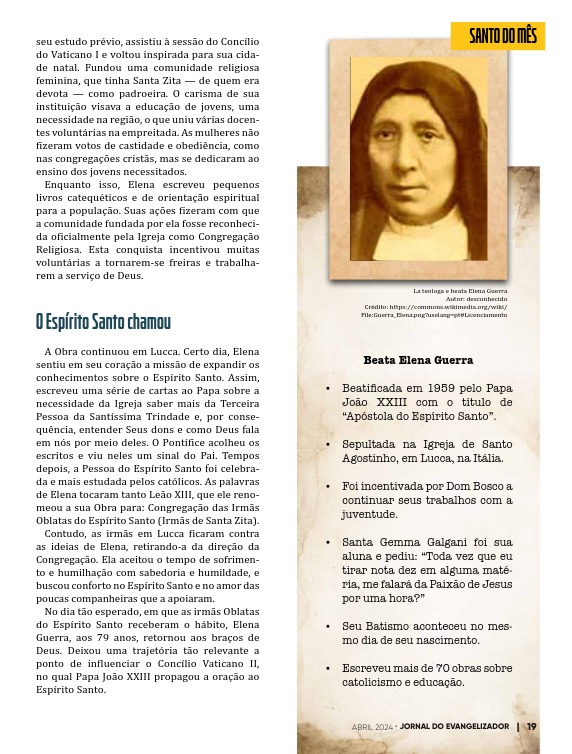 seu estudo prévio, assistiu à sessão do Concílio
do Vaticano I e voltou inspirada para sua cida-
de natal. Fundou uma comunidade religiosa
feminina, que tinha Santa Zita — de quem era
devota — como padroeira. O carisma de sua
instituição visava a educação de jovens, uma
necessidade na região, o que uniu várias docen-
tes voluntárias na empreitada. As mulheres não
fizeram votos de castidade e obediência, como
nas congregações cristãs, mas se dedicaram ao
ensino dos jovens necessitados.
Enquanto isso, Elena escreveu pequenos
livros catequéticos e de orientação espiritual
para a população. Suas ações fizeram com que
a comunidade fundada por ela fosse reconheci-
da oficialmente pela Igreja como Congregação
Religiosa. Esta conquista incentivou muitas
voluntárias a tornarem-se freiras e trabalha-
rem a serviço de Deus.
O Espírito Santo chamou
A Obra continuou em Lucca. Certo dia, Elena
sentiu em seu coração a missão de expandir os
conhecimentos sobre o Espírito Santo. Assim,
escreveu uma série de cartas ao Papa sobre a
necessidade da Igreja saber mais da Terceira
Pessoa da Santíssima Trindade e, por conse-
quência, entender Seus dons e como Deus fala
em nós por meio deles. O Pontífice acolheu os
escritos e viu neles um sinal do Pai. Tempos
depois, a Pessoa do Espírito Santo foi celebra-
da e mais estudada pelos católicos. As palavras
de Elena tocaram tanto Leão XIII, que ele reno-
meou a sua Obra para: Congregação das Irmãs
Oblatas do Espírito Santo (Irmãs de Santa Zita).
Contudo, as irmãs em Lucca ficaram contra
as ideias de Elena, retirando-a da direção da
Congregação. Ela aceitou o tempo de sofrimen-
to e humilhação com sabedoria e humildade, e
buscou conforto no Espírito Santo e no amor das
poucas companheiras que a apoiaram.
No dia tão esperado, em que as irmãs Oblatas
do Espírito Santo receberam o hábito, Elena
Guerra, aos 79 anos, retornou aos braços de
Deus. Deixou uma trajetória tão relevante a
ponto de influenciar o Concílio Vaticano II,
no qual Papa João XXIII propagou a oração ao
Espírito Santo.
SANTO DO MÊS
La teologa e beata Elena Guerra
Autor: desconhecido
Crédito: https://commons.wikimedia.org/wiki/
File:Guerra_Elena.png?uselang=pt#Licenciamento
Beata Elena Guerra
• Beatificada em 1959 pelo Papa
João XXIII com o título de
“Apóstola do Espírito Santo”.
• Sepultada na Igreja de Santo
Agostinho, em Lucca, na Itália.
• Foi incentivada por Dom Bosco a
continuar seus trabalhos com a
juventude.
• Santa Gemma Galgani foi sua
aluna e pediu: “Toda vez que eu
tirar nota dez em alguma maté-
ria, me falará da Paixão de Jesus
por uma hora?”
• Seu Batismo aconteceu no mes-
mo dia de seu nascimento.
• Escreveu mais de 70 obras sobre
catolicismo e educação.
ABRIL 2024 • JORNAL DO EVANGELIZADOR | 19